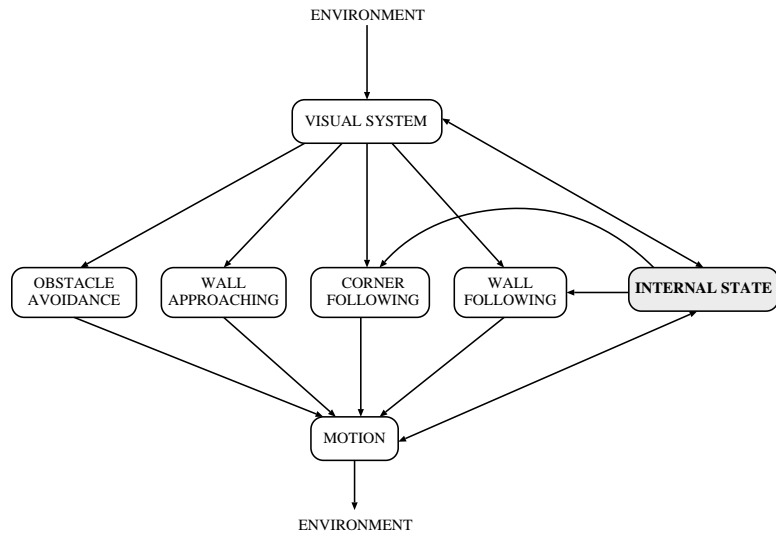 ENVIRONMENT
VISUAL SYSTEM
OBSTACLE
AVOIDANCE
WALL
APPROACHING
CORNER
FOLLOWING
WALL
FOLLOWING
INTERNAL STATE
MOTION
ENVIRONMENT